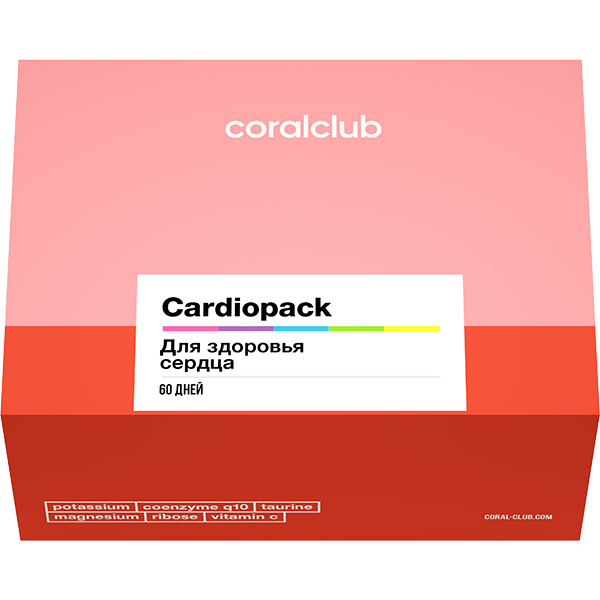 coralclub
Cardiopack
Для здоровья
сердца
60 ДНЕЙ
potassium coenzyme q10 taurine
magnesium ribose vitamin c
CORAL-CLUB.COM